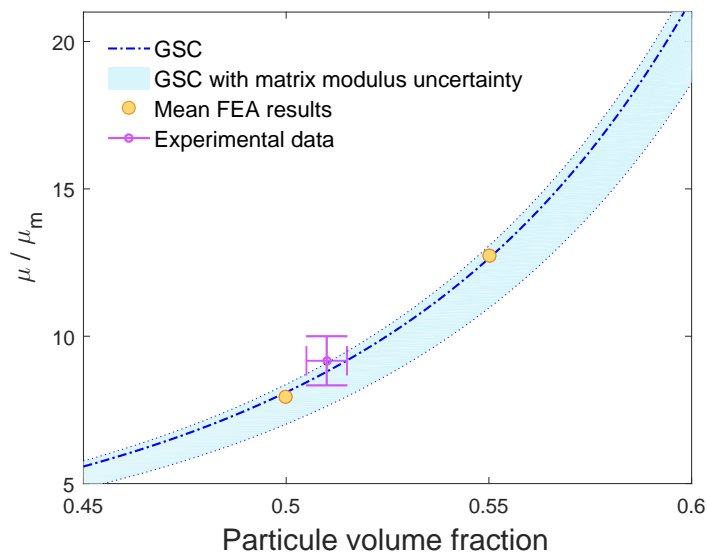 20
GSC
GSC with matrix modulus uncertainty
Mean FEA results
Experimental data
15
μ / μm
10
5
0.45
0.5
0.55
0.6
Particule volume fraction